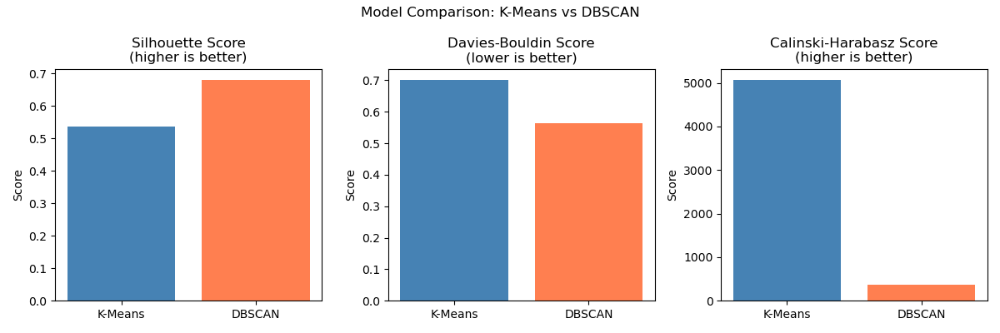 Model Comparison: K-Means vs DBSCAN
Silhouette Score
(higher is better)
Score
0.7
0.6
0.5
0.4
0.3
0.2
0.1
0.0
K-Means DBSCAN
Davies-Bouldin Score
(lower is better)
Score
0.7
0.6
0.5
0.4
0.3
0.2
0.1
0.0
K-Means DBSCAN
Calinski-Harabasz Score
(higher is better)
Score
5000
4000
3000
2000
1000
0
K-Means DBSCAN